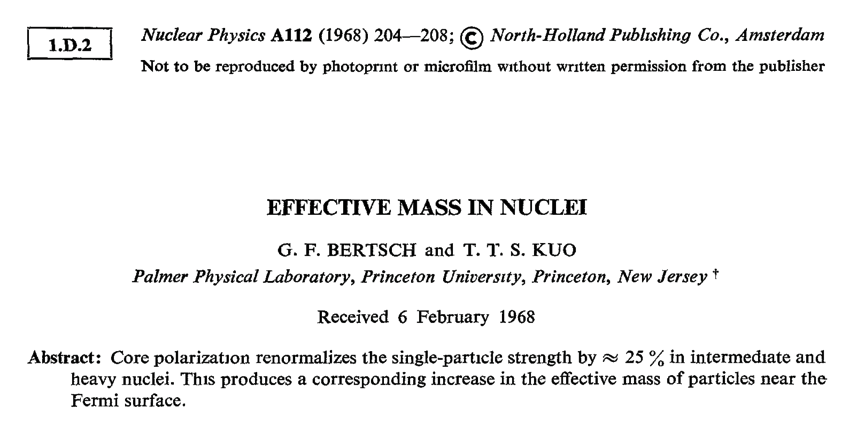 1.D.2
Nuclear Physics A112 (1968) 204—208; © North-Holland Publishing Co., Amsterdam
Not to be reproduced by photoprint or microfilm without written permission from the publisher
EFFECTIVE MASS IN NUCLEI
G. F. BERTSCH and T. T. S. KUO
Palmer Physical Laboratory, Princeton University, Princeton, New Jersey †
Received 6 February 1968
Abstract: Core polarization renormalizes the single-particle strength by ≈ 25 % in intermediate and
heavy nuclei. This produces a corresponding increase in the effective mass of particles near the
Fermi surface.